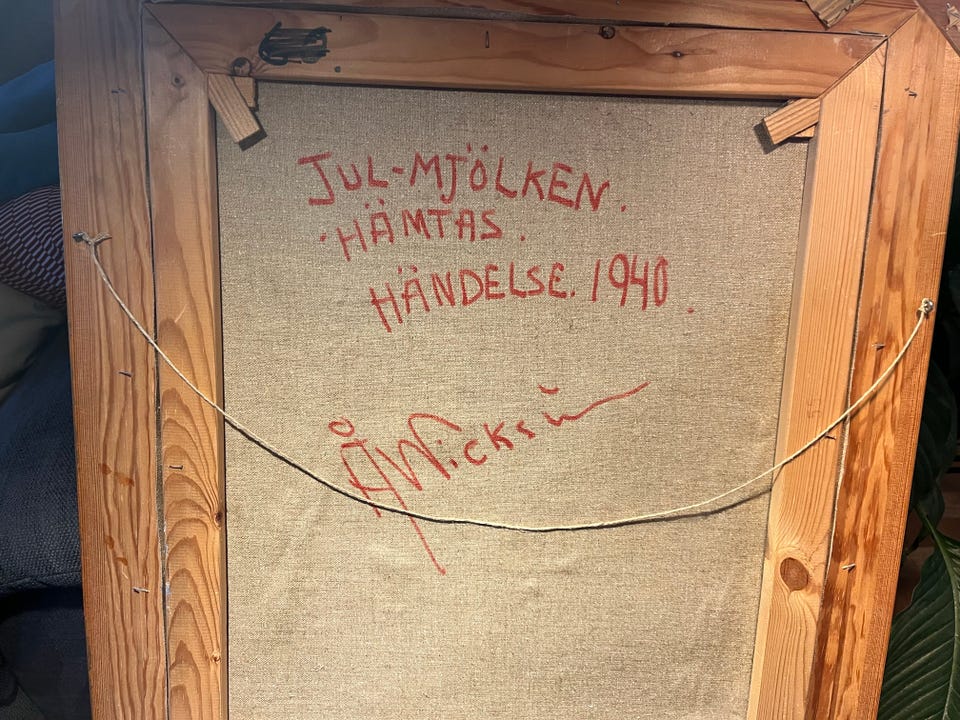 JUL-MJÖLKEN.
HÄMTAS.
HÄNDELSE. 1940.